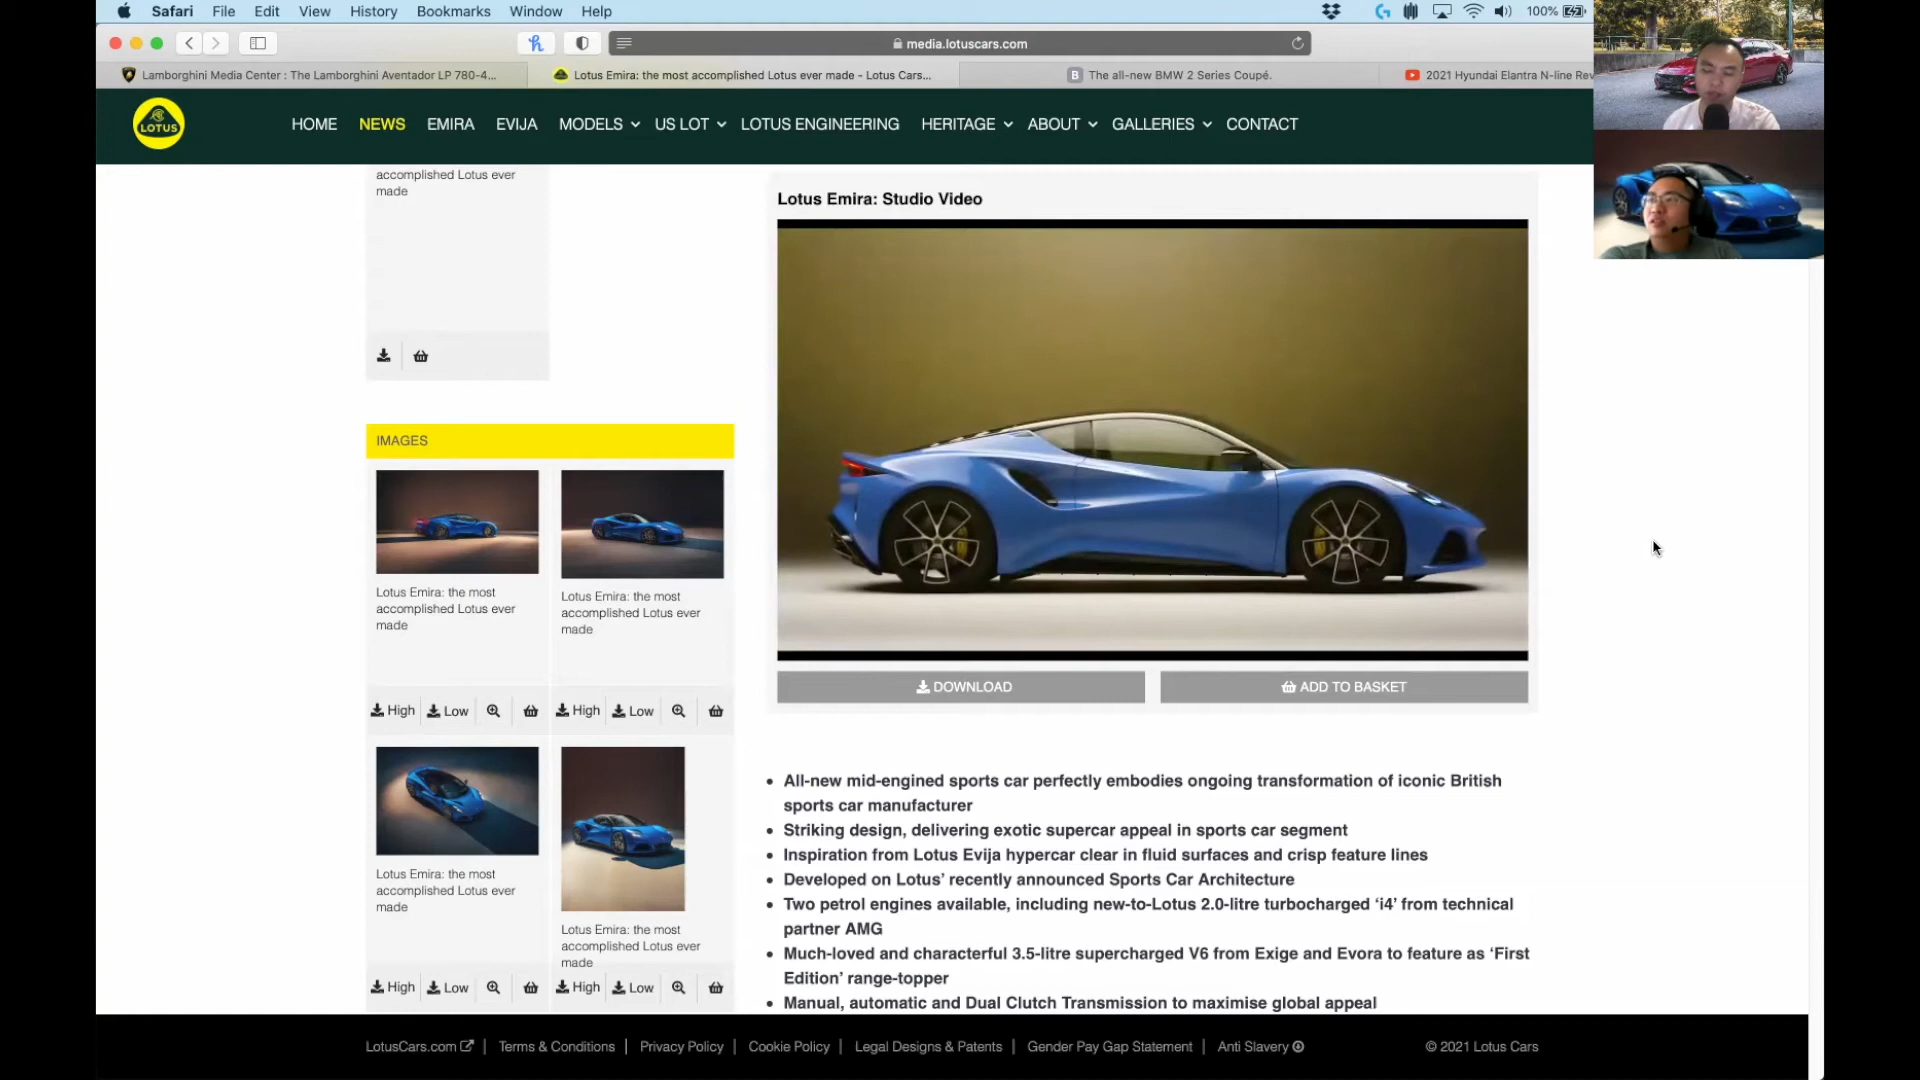 Safari File Edit View History Bookmarks Window Help 100%
media.lotuscars.com
Lamborghini Media Center : The Lamborghini Aventador LP 780-4...
Lotus Emira: the most accomplished Lotus ever made - Lotus Cars...
B The all-new BMW 2 Series Coupé.
2021 Hyundai Elantra N-line Rev
LOTUS
HOME NEWS EMIRA EVIJA MODELS US LOT LOTUS ENGINEERING HERITAGE ABOUT GALLERIES CONTACT
accomplished Lotus ever
made
IMAGES
Lotus Emira: the most
accomplished Lotus ever
made
High Low
Lotus Emira: the most
accomplished Lotus ever
made
High Low
Lotus Emira: the most
accomplished Lotus ever
made
High Low
Lotus Emira: the most
accomplished Lotus ever
made
High Low
Lotus Emira: Studio Video
DOWNLOAD
ADD TO BASKET
• All-new mid-engined sports car perfectly embodies ongoing transformation of iconic British
sports car manufacturer
• Striking design, delivering exotic supercar appeal in sports car segment
• Inspiration from Lotus Evija hypercar clear in fluid surfaces and crisp feature lines
• Developed on Lotus’ recently announced Sports Car Architecture
• Two petrol engines available, including new-to-Lotus 2.0-litre turbocharged ‘i4’ from technical
partner AMG
• Much-loved and characterful 3.5-litre supercharged V6 from Exige and Evora to feature as ‘First
Edition’ range-topper
• Manual, automatic and Dual Clutch Transmission to maximise global appeal
LotusCars.com | Terms & Conditions | Privacy Policy | Cookie Policy | Legal Designs & Patents | Gender Pay Gap Statement | Anti Slavery
© 2021 Lotus Cars